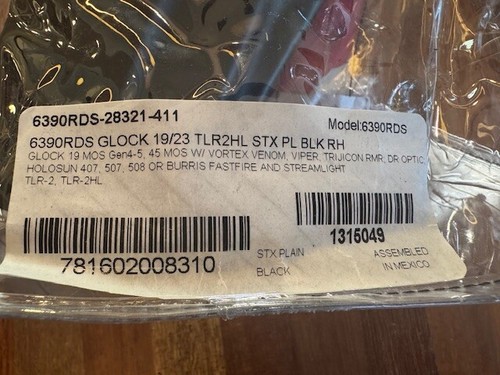 6390RDS-28321-411
Model:6390RDS
6390RDS GLOCK 19/23 TLR2HL STX PL BLK RH
GLOCK 19 MOS Gen4-5, 45 MOS W/ VORTEX VENOM, VIPER, TRIJICON RMR, DR OPTIC,
HOLOSUN 407, 507, 508 OR BURRIS FASTFIRE AND STREAMLIGHT
TLR-2, TLR-2HL
1315049
781602008310
STX PLAIN
BLACK
ASSEMBLED
IN MEXICO